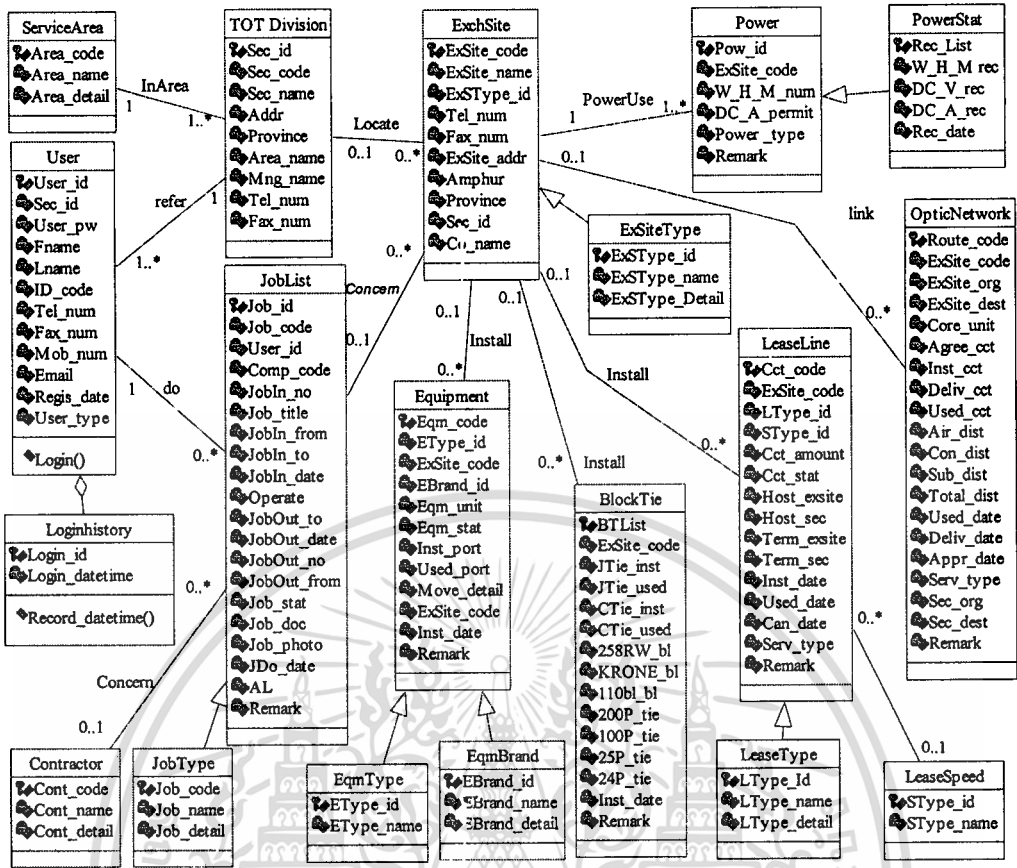 ServiceArea
Area_code
Area_name
Area_detail
InArea
1
1..*
TOT Division
Sec_id
Sec_code
Sec_name
Addr
Province
Area_name
Mng_name
Tel_num
Fax_num
Locate
0..1
0..*
ExchSite
ExSite_code
ExSite_name
ExSType_id
Tel_num
Fax_num
ExSite_addr
Amphur
Province
Sec_id
Co_name
PowerUse
1
1..*
Power
Pow_id
ExSite_code
W_H_M_num
DC_A_permit
Power_type
Remark
PowerStat
Rec_List
W_H_M rec
DC_V_rec
DC_A_rec
Rec_date
User
User_id
Sec_id
User_pw
Fname
Lname
ID_code
Tel_num
Fax_num
Mob_num
Email
Regis_date
User_type
Login()
refer
1
1..*
do
1
0..*
Loginhistory
Login_id
Login_datetime
Record_datetime()
JobList
Job_id
Job_code
User_id
Comp_code
JobIn_no
Job_title
JobIn_from
JobIn_to
JobIn_date
Operate
JobOut_to
JobOut_date
JobOut_no
JobOut_from
Job_stat
Job_doc
Job_photo
JDo_date
AL
Remark
Concern
0..*
0..1
ExSiteType
ExSType_id
ExSType_name
ExSType_Detail
0..1
link
0..*
OpticNetwork
Route_code
ExSite_code
ExSite_org
ExSite_dest
Core_unit
Agree_cct
Inst_cct
Deliv_cct
Used_cct
Air_dist
Con_dist
Sub_dist
Total_dist
Used_date
Deliv_date
Appr_date
Serv_type
Sec_org
Sec_dest
Remark
0..1
Install
0..*
Equipment
Eqm_code
EType_id
ExSite_code
EBrand_id
Eqm_unit
Eqm_stat
Inst_port
Used_port
Move_detail
ExSite_code
Inst_date
Remark
0..1
0..*
Install
BlockTie
BTList
ExSite_code
JTie_inst
JTie_used
CTie_inst
CTie_used
258RW_bl
KRONE_bl
110bl_bl
200P_tie
100P_tie
25P_tie
24P_tie
Inst_date
Remark
0..1
Install
0..*
LeaseLine
Cct_code
ExSite_code
LType_id
SType_id
Cct_amount
Cct_stat
Host_exsite
Host_sec
Term_exsite
Term_sec
Inst_date
Used_date
Can_date
Serv_type
Remark
0..*
0..1
0..*
Concern
0..1
Contractor
Cont_code
Cont_name
Cont_detail
JobType
Job_code
Job_name
Job_detail
EqmType
EType_id
EType_name
EqmBrand
EBrand_id
EBrand_name
EBrand_detail
LeaseType
LType_Id
LType_name
LType_detail
LeaseSpeed
SType_id
SType_name